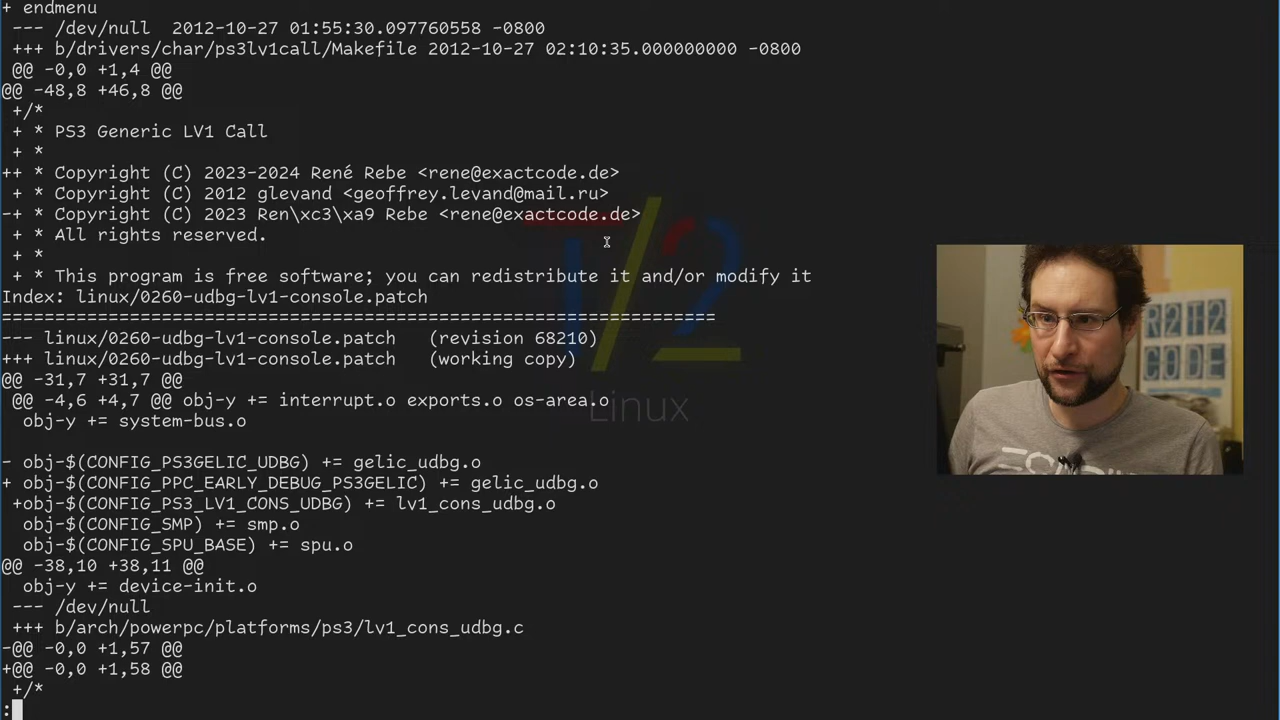 + endmenu
--- /dev/null  2012-10-27 01:55:30.097760558 -0800
+++ b/drivers/char/ps3lv1call/Makefile 2012-10-27 02:10:35.000000000 -0800
@@ -0,0 +1,4 @@
@@ -48,8 +46,8 @@
+/*
+ * PS3 Generic LV1 Call
+ *
++ * Copyright (C) 2023-2024 René Rebe <rene@exactcode.de>
+ * Copyright (C) 2012 glevand <geoffrey.levand@mail.ru>
-+ * Copyright (C) 2023 Ren\xc3\xa9 Rebe <rene@exactcode.de>
+ * All rights reserved.
+ *
+ * This program is free software; you can redistribute it and/or modify it
Index: linux/0260-udbg-lv1-console.patch
===================================================================
--- linux/0260-udbg-lv1-console.patch   (revision 68210)
+++ linux/0260-udbg-lv1-console.patch   (working copy)
@@ -31,7 +31,7 @@
@@ -4,6 +4,7 @@ obj-y += interrupt.o exports.o os-area.o
obj-y += system-bus.o
- obj-$(CONFIG_PS3GELIC_UDBG) += gelic_udbg.o
+ obj-$(CONFIG_PPC_EARLY_DEBUG_PS3GELIC) += gelic_udbg.o
+obj-$(CONFIG_PS3_LV1_CONS_UDBG) += lv1_cons_udbg.o
obj-$(CONFIG_SMP) += smp.o
obj-$(CONFIG_SPU_BASE) += spu.o
@@ -38,10 +38,11 @@
obj-y += device-init.o
--- /dev/null
+++ b/arch/powerpc/platforms/ps3/lv1_cons_udbg.c
-@@ -0,0 +1,57 @@
+@@ -0,0 +1,58 @@
+/*
:
T/2
Linux
R2112
CODE